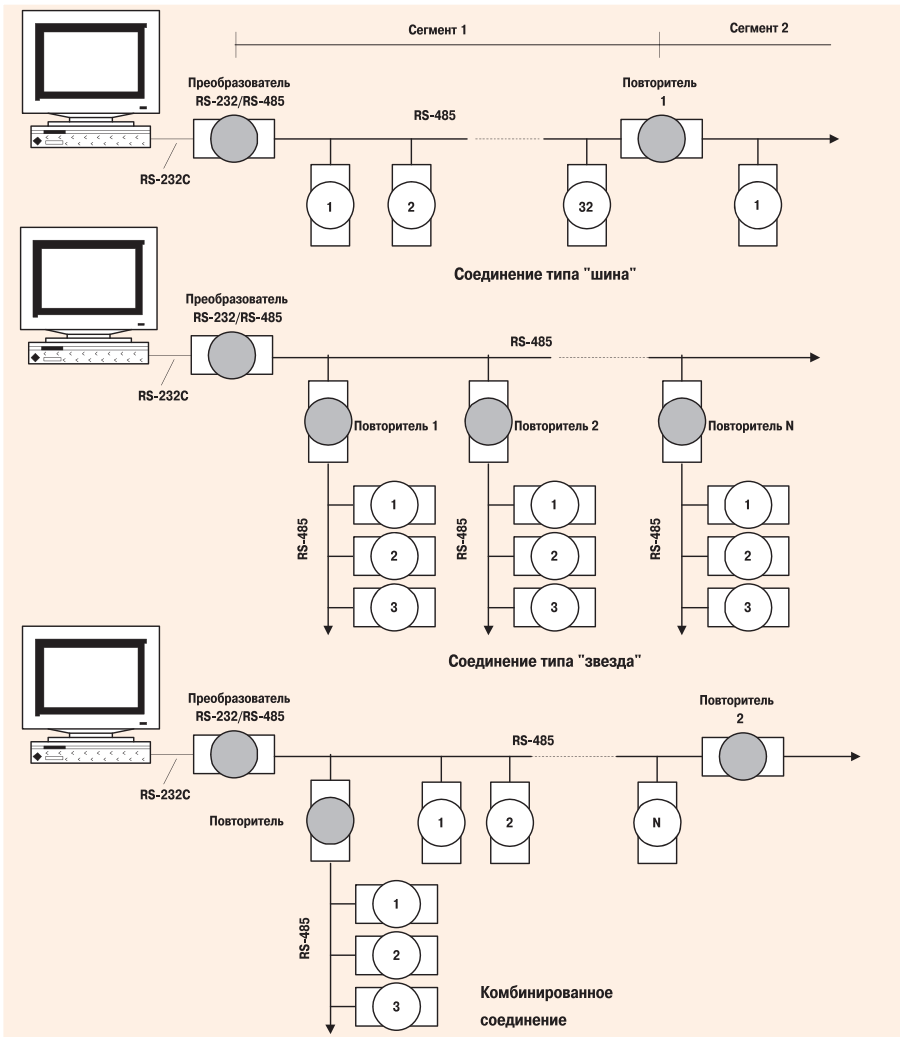 Сегмент 1
Сегмент 2
Преобразователь
RS-232/RS-485
Повторитель
1
RS-485
RS-232C
1
2
32
1
Соединение типа "шина"
Преобразователь
RS-232/RS-485
RS-485
RS-232C
Повторитель 1
Повторитель 2
Повторитель N
RS-485
1
2
3
RS-485
1
2
3
RS-485
1
2
3
Соединение типа "звезда"
Преобразователь
RS-232/RS-485
Повторитель
2
RS-485
RS-232C
Повторитель
1
2
N
RS-485
1
2
3
Комбинированное
соединение